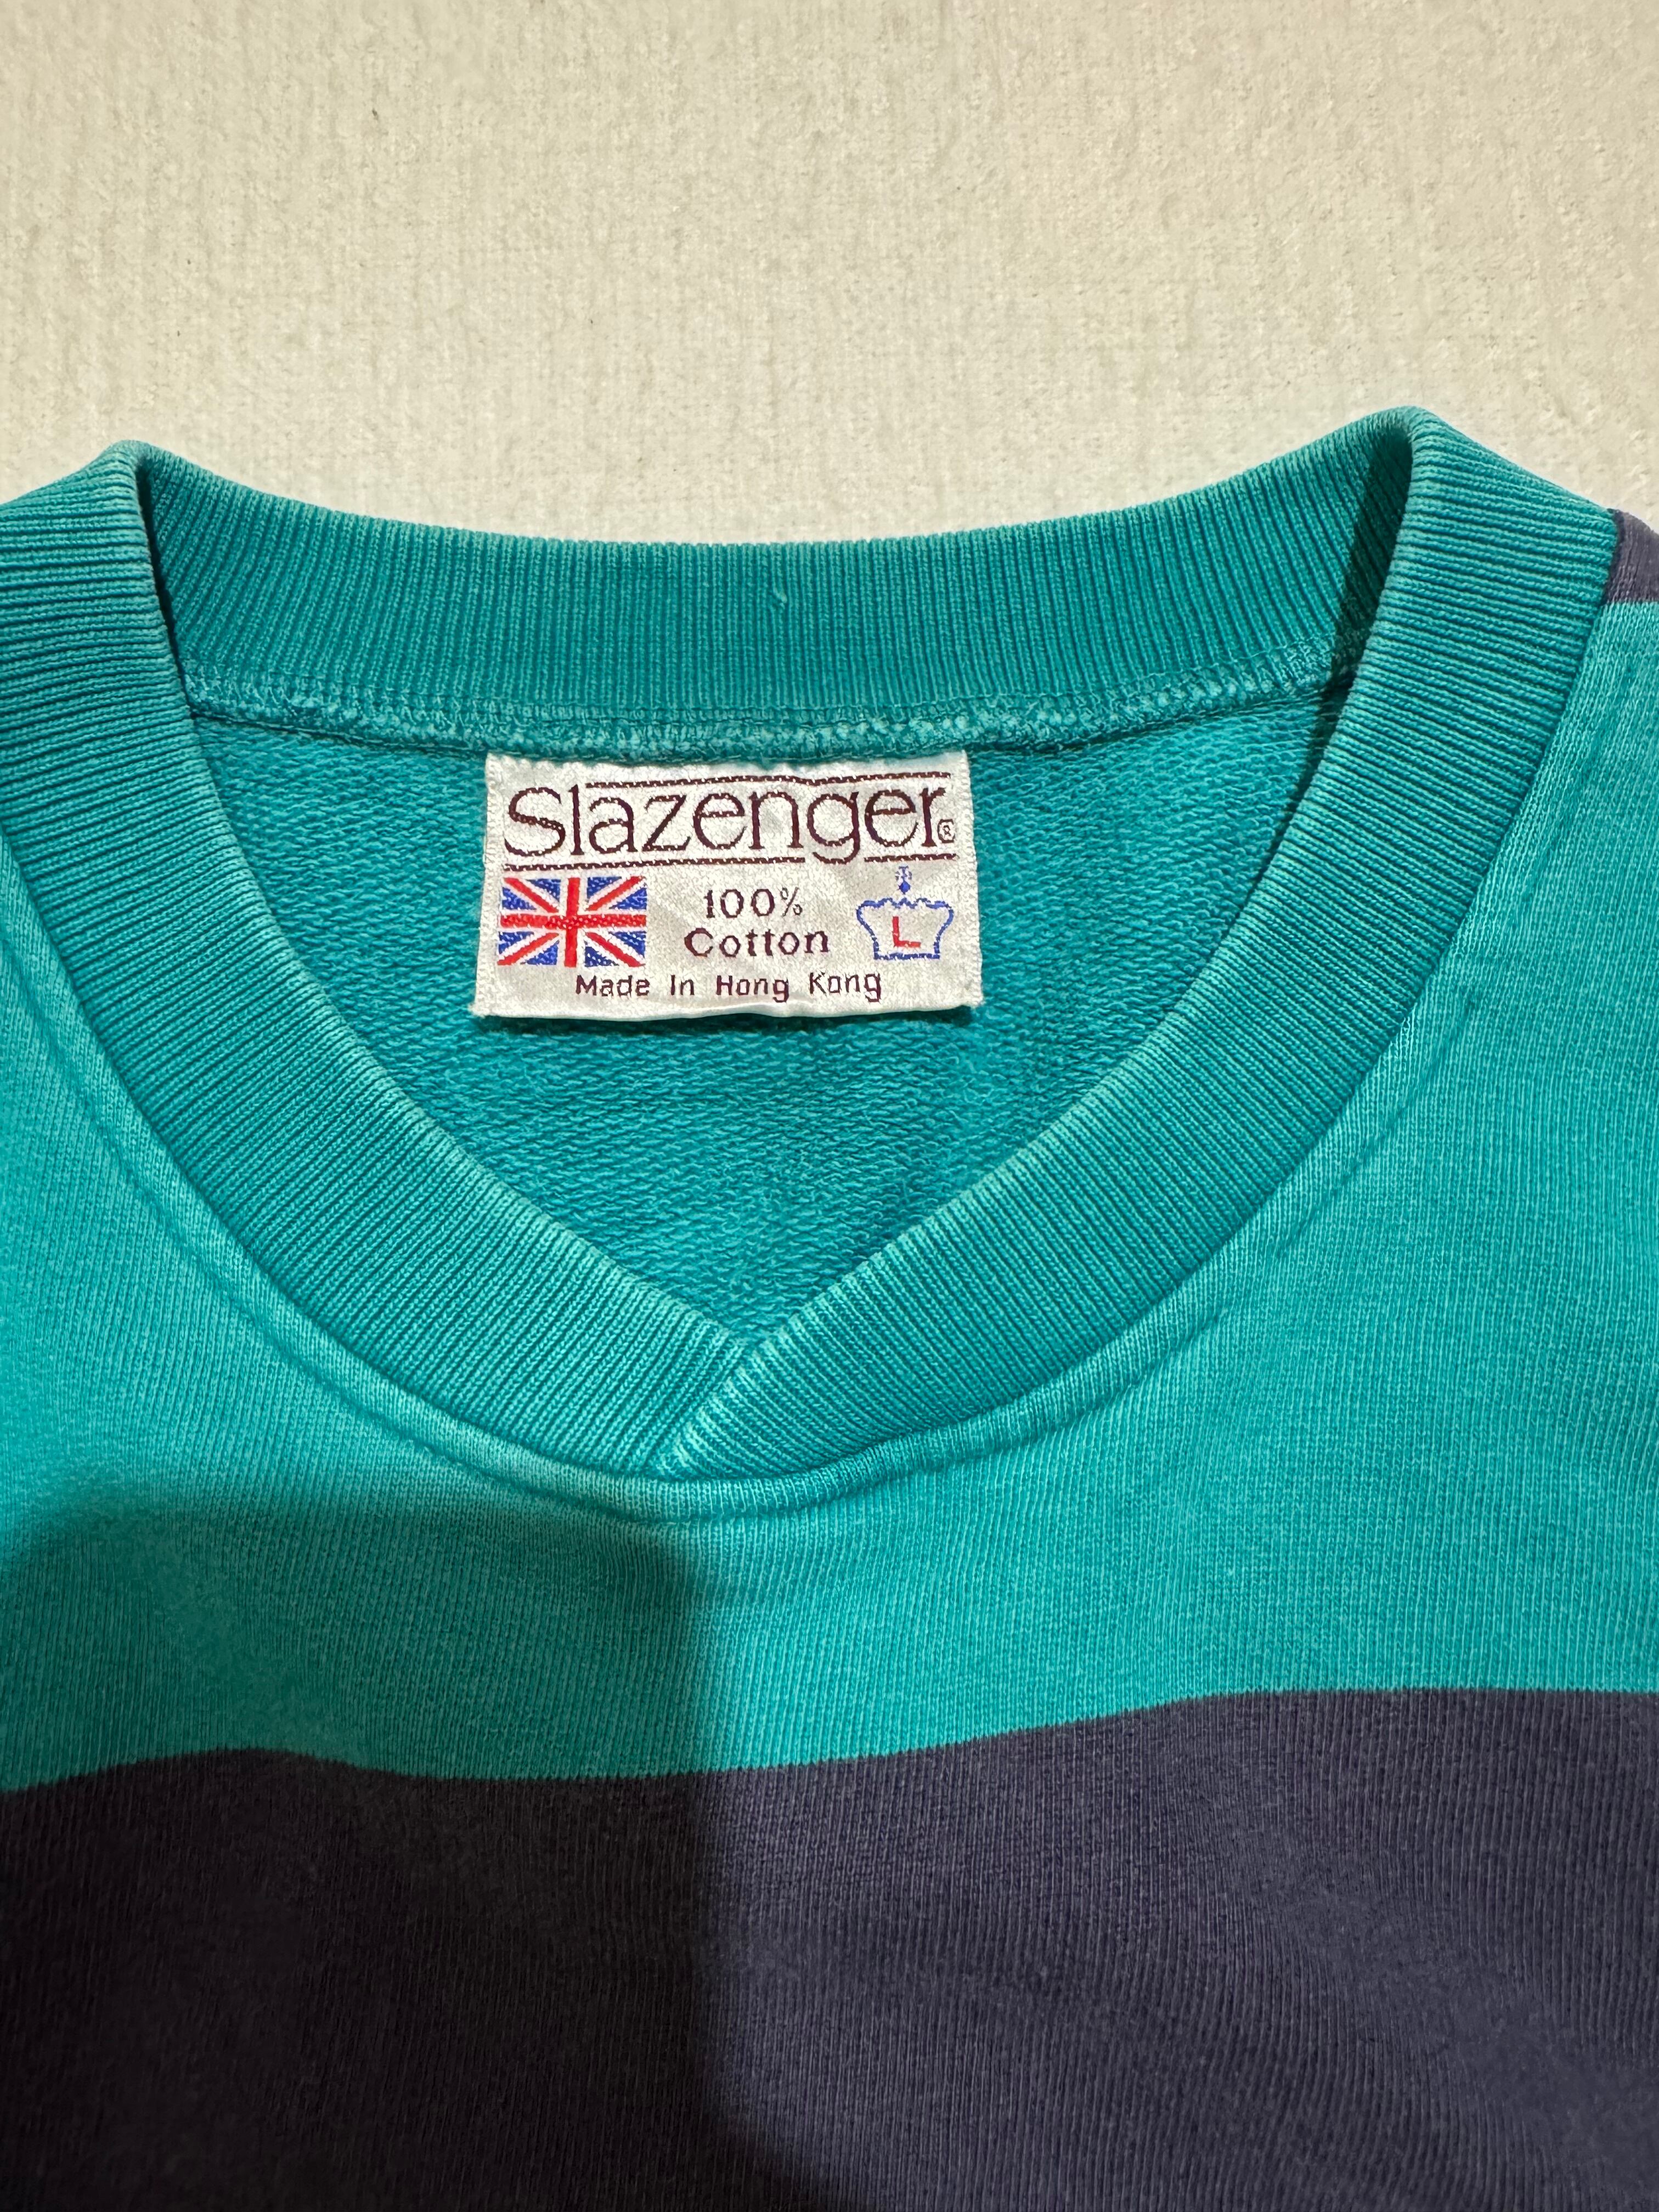 Slazenger®
100%
Cotton
L
Made In Hong Kong